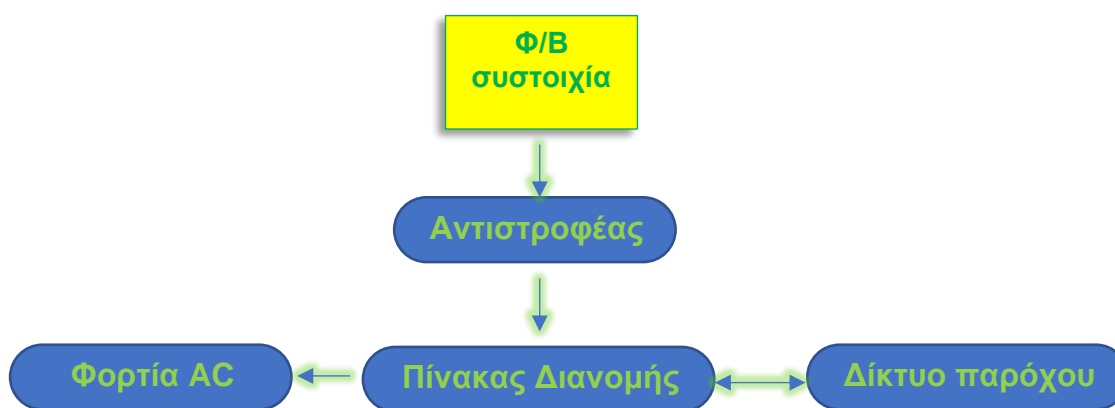 Φ/Β
συστοιχία
Αντιστροφέας
Φορτία AC
Πίνακας Διανομής
Δίκτυο παρόχου